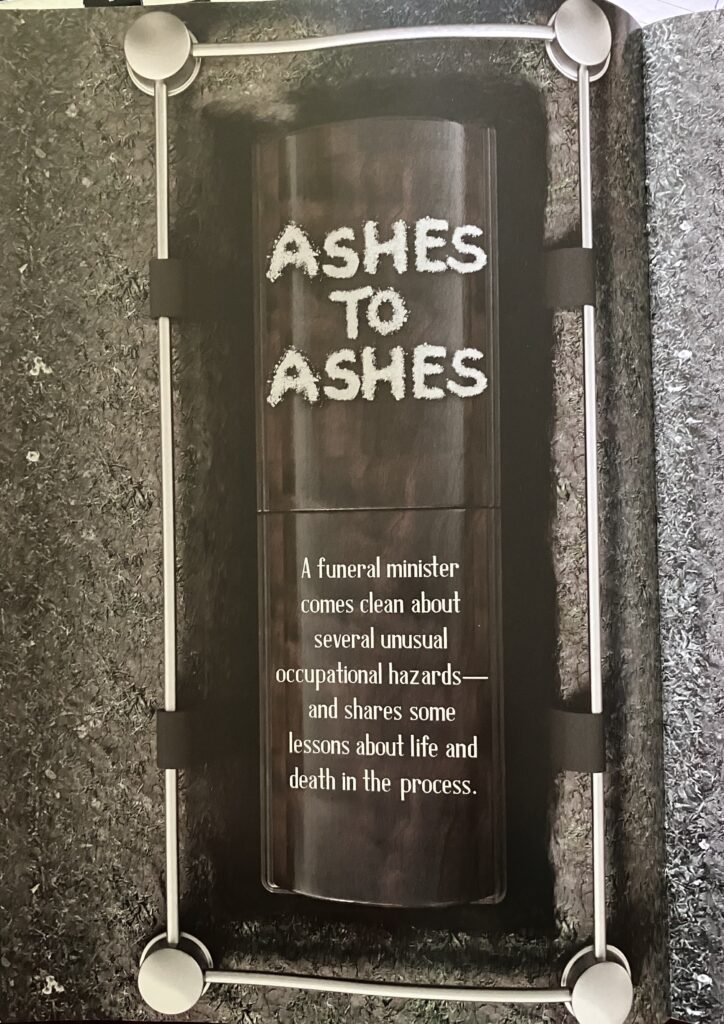 ASHES
TO
ASHES
A funeral minister
comes clean about
several unusual
occupational hazards—
and shares some
lessons about life and
death in the process.